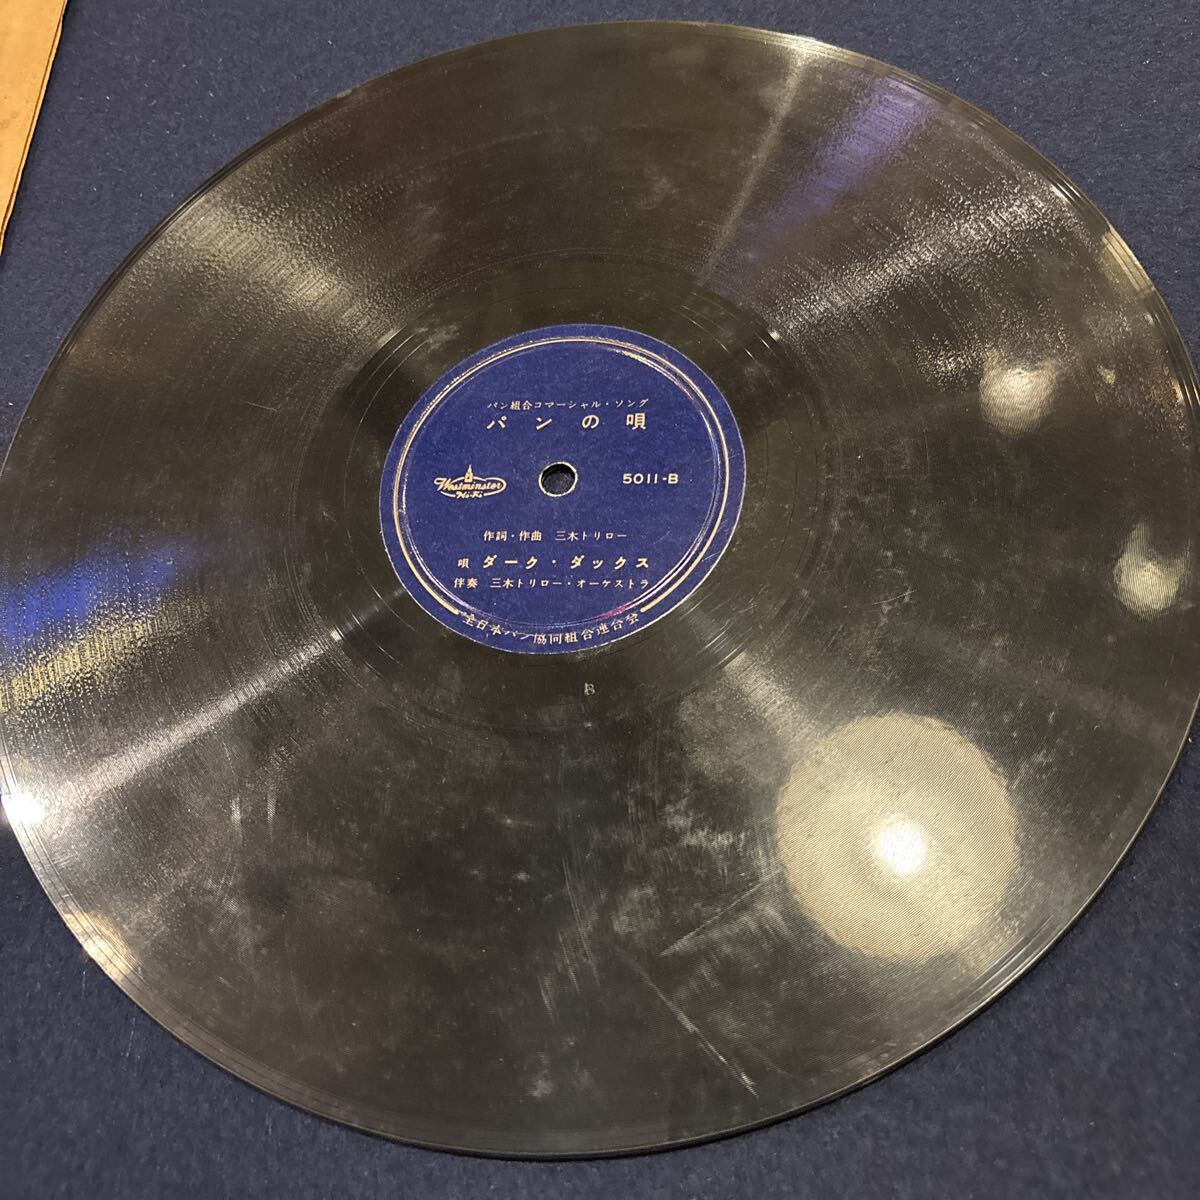 パン組合コマーシャル・ソング
パンの唄
Westminster
Hi-Fi
5011-B
作詞・作曲 三木トリロー
唄 ダーク・ダックス
伴奏 三木トリロー・オーケストラ
全日本パン協同組合連合会
B